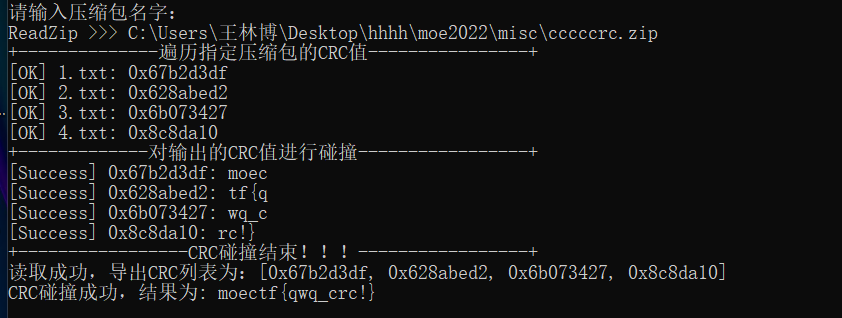 请输入压缩包名字：
ReadZip >>> C:\Users\王林博\Desktop\hhhh\moe2022\misc\cccccrc.zip
+--------------遍历指定压缩包的CRC值----------------+
[OK] 1.txt: 0x67b2d3df
[OK] 2.txt: 0x628abed2
[OK] 3.txt: 0x6b073427
[OK] 4.txt: 0x8c8da10
+-------------对输出的CRC值进行碰撞-----------------+
[Success] 0x67b2d3df: moec
[Success] 0x628abed2: tf{q
[Success] 0x6b073427: wq_c
[Success] 0x8c8da10: rc!}
+-----------------CRC碰撞结束！！！-----------------+
读取成功，导出CRC列表为：[0x67b2d3df, 0x628abed2, 0x6b073427, 0x8c8da10]
CRC碰撞成功，结果为: moectf{qwq_crc!}